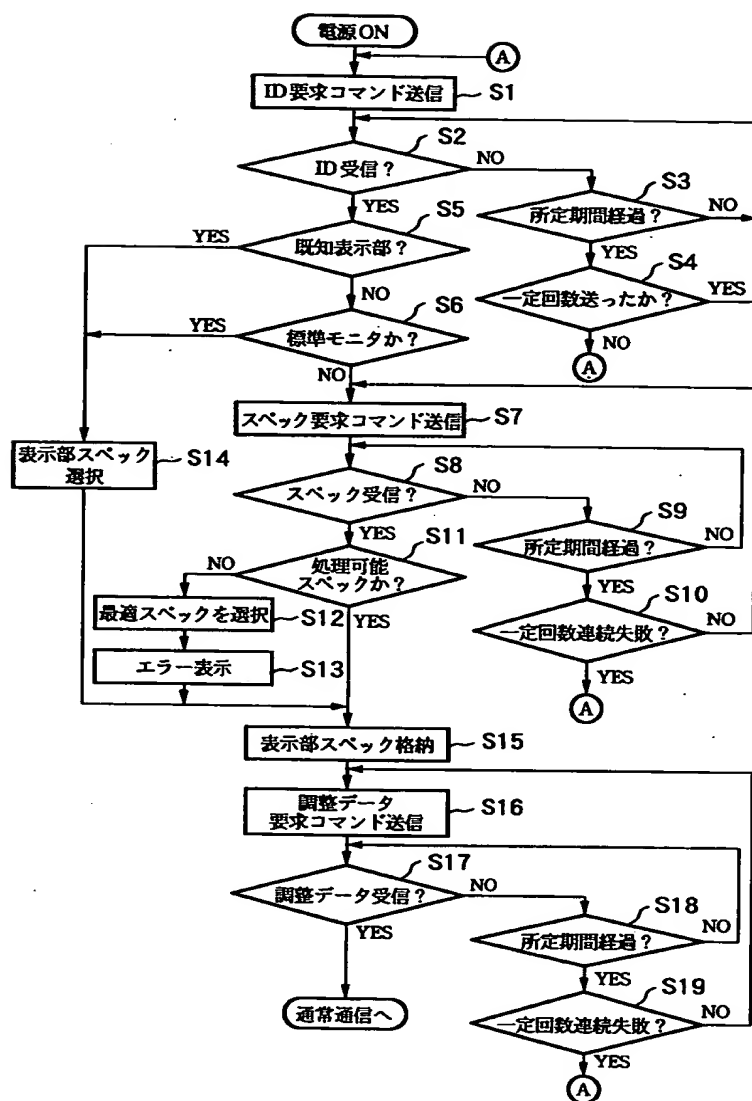 電源ON
A
ID要求コマンド送信
S1
S2
ID受信?
NO
S3
所定期間経過?
NO
YES
S5
YES
既知表示部?
YES
S4
一定回数送ったか?
YES
NO
S6
YES
標準モニタか?
NO
A
NO
スペック要求コマンド送信
S7
表示部スペック
選択
S14
S8
スペック受信?
NO
S9
所定期間経過?
NO
YES
S11
NO
処理可能
スペックか?
YES
S10
最適スペックを選択
S12
YES
一定回数連続失敗?
NO
エラー表示
S13
YES
A
表示部スペック格納
S15
調整データ
要求コマンド送信
S16
S17
調整データ受信?
NO
S18
所定期間経過?
NO
YES
YES
S19
通常通信へ
一定回数連続失敗?
NO
YES
A